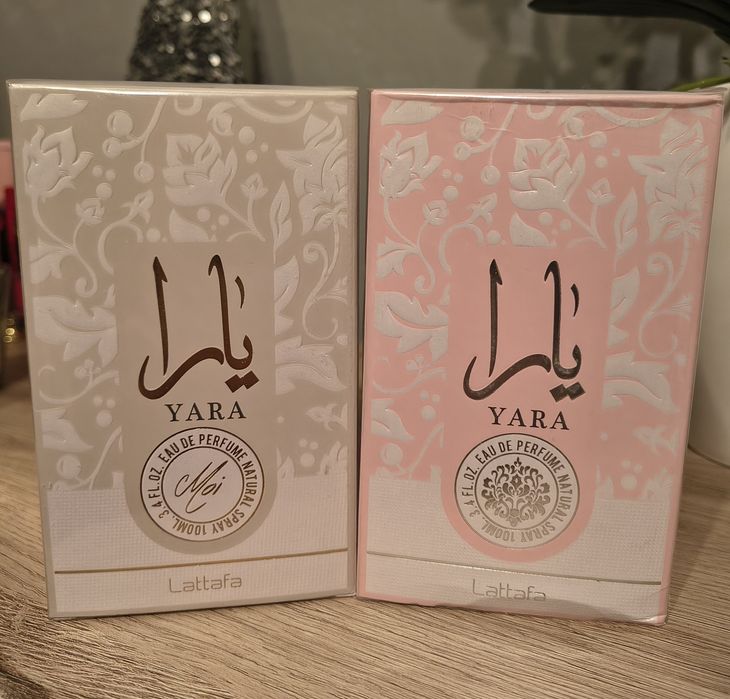 يارا
YARA
3.4 FL.OZ. EAU DE PERFUME NATURAL SPRAY 100ML.
Moi
Lattafa
يارا
YARA
3.4 FL.OZ. EAU DE PERFUME NATURAL SPRAY 100ML.
Lattafa